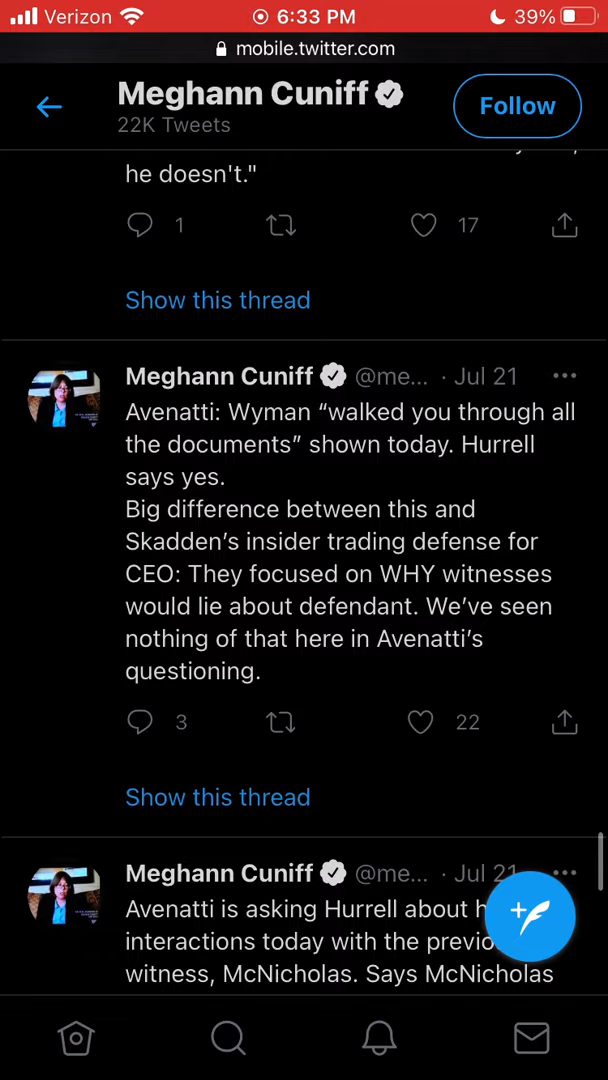 Verizon 6:33 PM 39%
mobile.twitter.com
Meghann Cuniff
22K Tweets
Follow
he doesn't."
1 17
Show this thread
Meghann Cuniff @me... · Jul 21
Avenatti: Wyman “walked you through all
the documents” shown today. Hurrell
says yes.
Big difference between this and
Skadden’s insider trading defense for
CEO: They focused on WHY witnesses
would lie about defendant. We’ve seen
nothing of that here in Avenatti’s
questioning.
3 22
Show this thread
Meghann Cuniff @me... · Jul 21
Avenatti is asking Hurrell about h
interactions today with the previo
witness, McNicholas. Says McNicholas